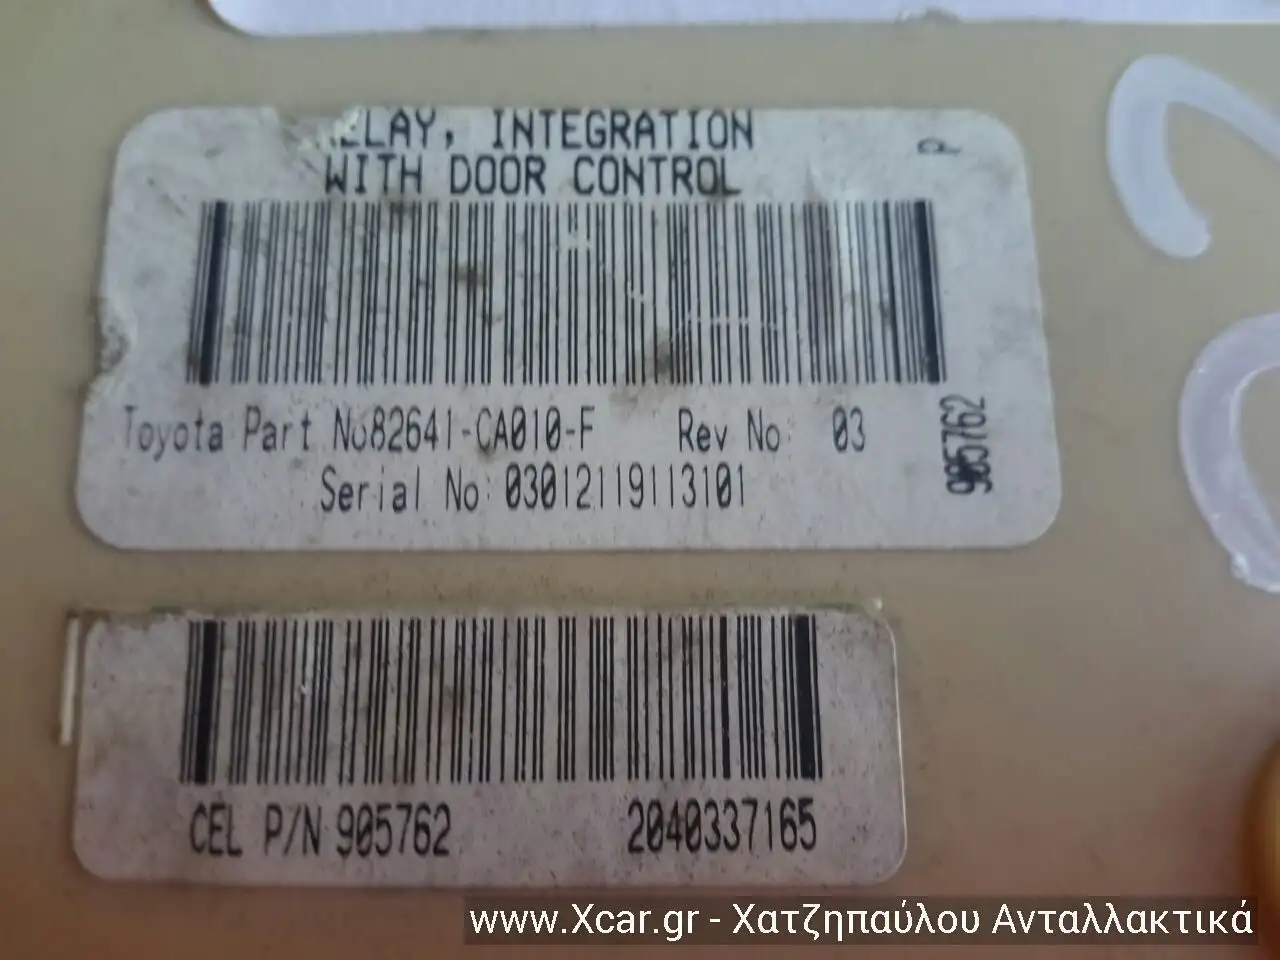 RELAY, INTEGRATION
WITH DOOR CONTROL
P
Toyota Part No82641-CA010-F Rev No: 03
905762
Serial No: 03012119113101
CEL P/N 905762 2040337165
www.Xcar.gr - Χατζηπαύλου Ανταλλακτικά